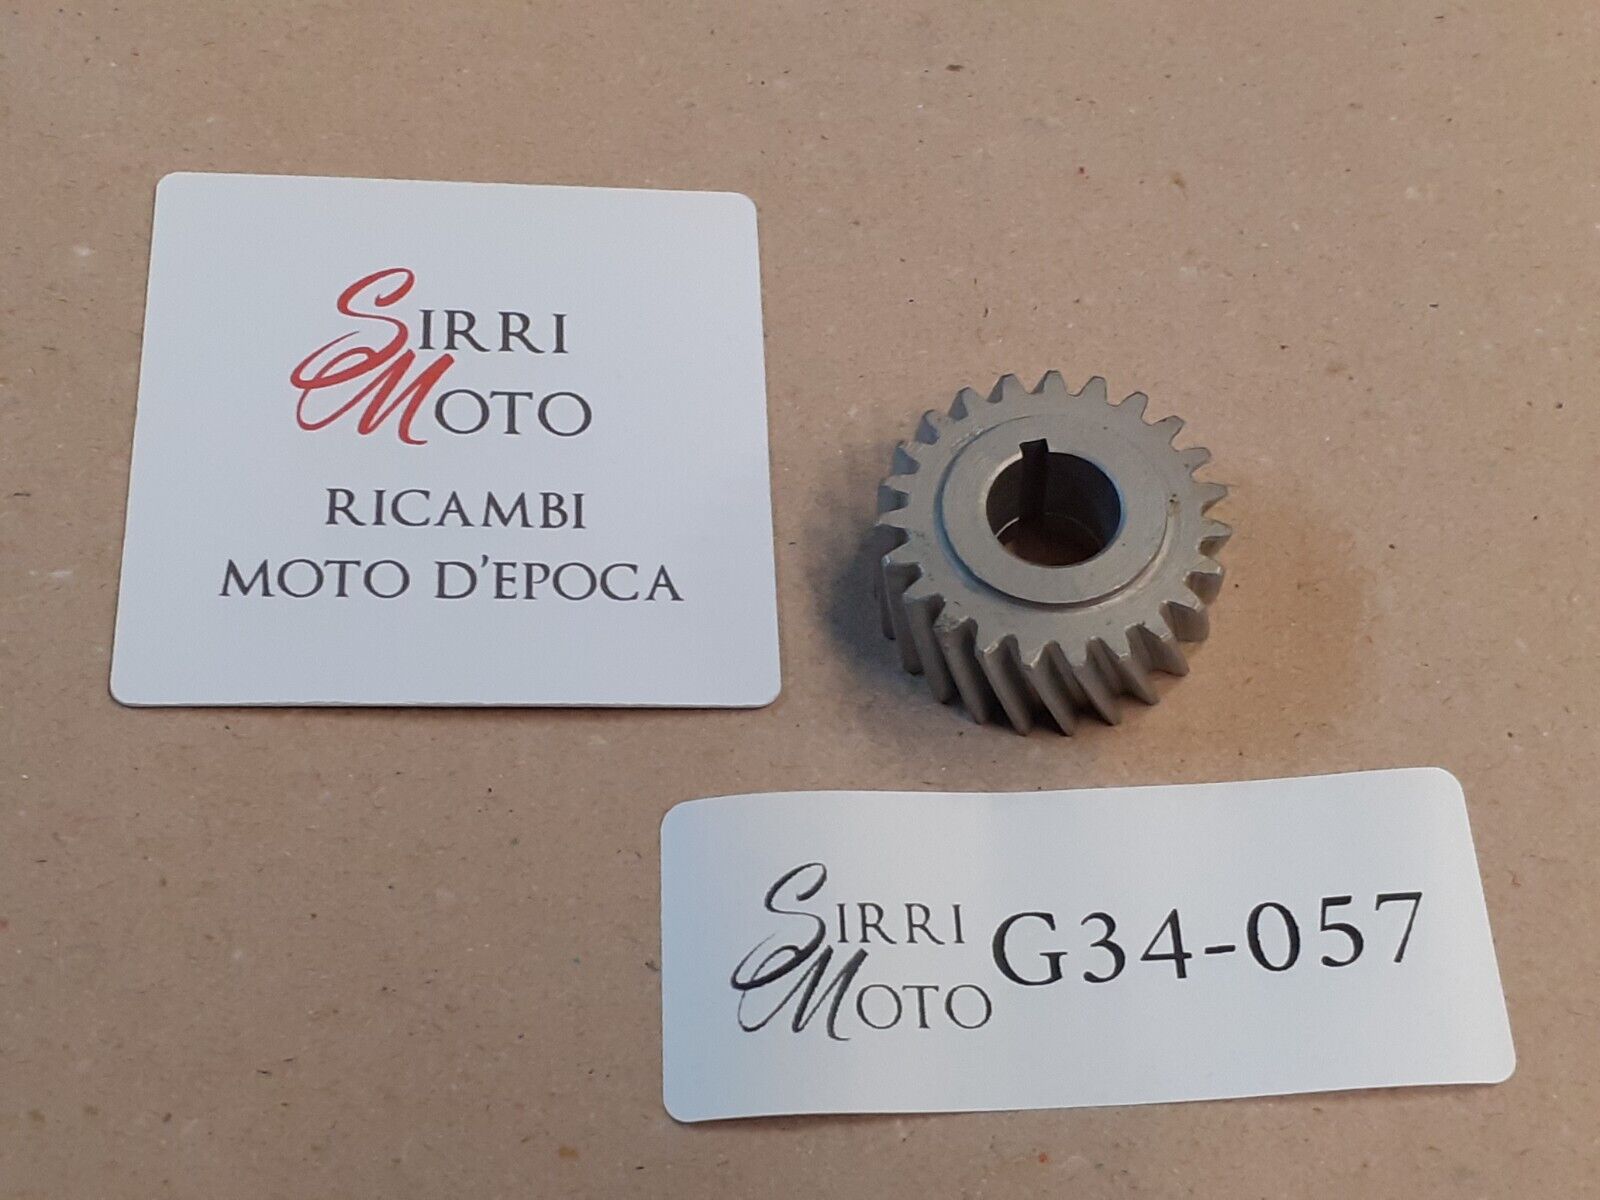 SIRRI
MOTO
RICAMBI
MOTO D'EPOCA
SIRRI
MOTO
G34-057